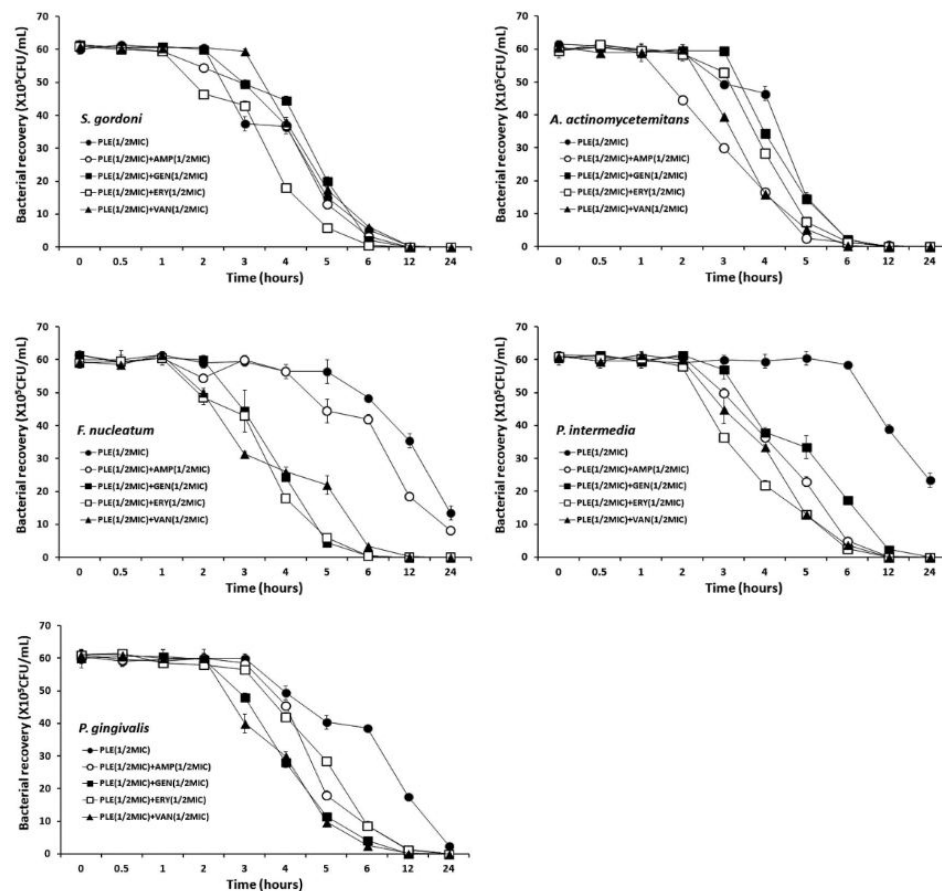 70
60
50
40
30
20
10
0
Bacterial recovery (X10⁵CFU/mL)
S. gordoni
PLE(1/2MIC)
PLE(1/2MIC)+AMP(1/2MIC)
PLE(1/2MIC)+GEN(1/2MIC)
PLE(1/2MIC)+ERY(1/2MIC)
PLE(1/2MIC)+VAN(1/2MIC)
0 0.5 1 2 3 4 5 6 12 24
Time (hours)
70
60
50
40
30
20
10
0
Bacterial recovery (X10⁵CFU/mL)
A. actinomycetemitans
PLE(1/2MIC)
PLE(1/2MIC)+AMP(1/2MIC)
PLE(1/2MIC)+GEN(1/2MIC)
PLE(1/2MIC)+ERY(1/2MIC)
PLE(1/2MIC)+VAN(1/2MIC)
0 0.5 1 2 3 4 5 6 12 24
Time (hours)
70
60
50
40
30
20
10
0
Bacterial recovery (X10⁵CFU/mL)
F. nucleatum
PLE(1/2MIC)
PLE(1/2MIC)+AMP(1/2MIC)
PLE(1/2MIC)+GEN(1/2MIC)
PLE(1/2MIC)+ERY(1/2MIC)
PLE(1/2MIC)+VAN(1/2MIC)
0 0.5 1 2 3 4 5 6 12 24
Time (hours)
70
60
50
40
30
20
10
0
Bacterial recovery (X10⁵CFU/mL)
P. intermedia
PLE(1/2MIC)
PLE(1/2MIC)+AMP(1/2MIC)
PLE(1/2MIC)+GEN(1/2MIC)
PLE(1/2MIC)+ERY(1/2MIC)
PLE(1/2MIC)+VAN(1/2MIC)
0 0.5 1 2 3 4 5 6 12 24
Time (hours)
70
60
50
40
30
20
10
0
Bacterial recovery (X10⁵CFU/mL)
P. gingivalis
PLE(1/2MIC)
PLE(1/2MIC)+AMP(1/2MIC)
PLE(1/2MIC)+GEN(1/2MIC)
PLE(1/2MIC)+ERY(1/2MIC)
PLE(1/2MIC)+VAN(1/2MIC)
0 0.5 1 2 3 4 5 6 12 24
Time (hours)